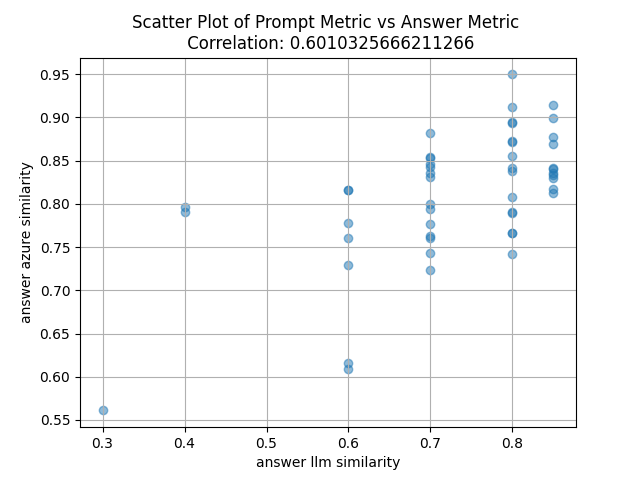 Scatter Plot of Prompt Metric vs Answer Metric
Correlation: 0.6010325666211266
0.95
0.90
0.85
0.80
0.75
0.70
0.65
0.60
0.55
answer azure similarity
0.3 0.4 0.5 0.6 0.7 0.8
answer llm similarity